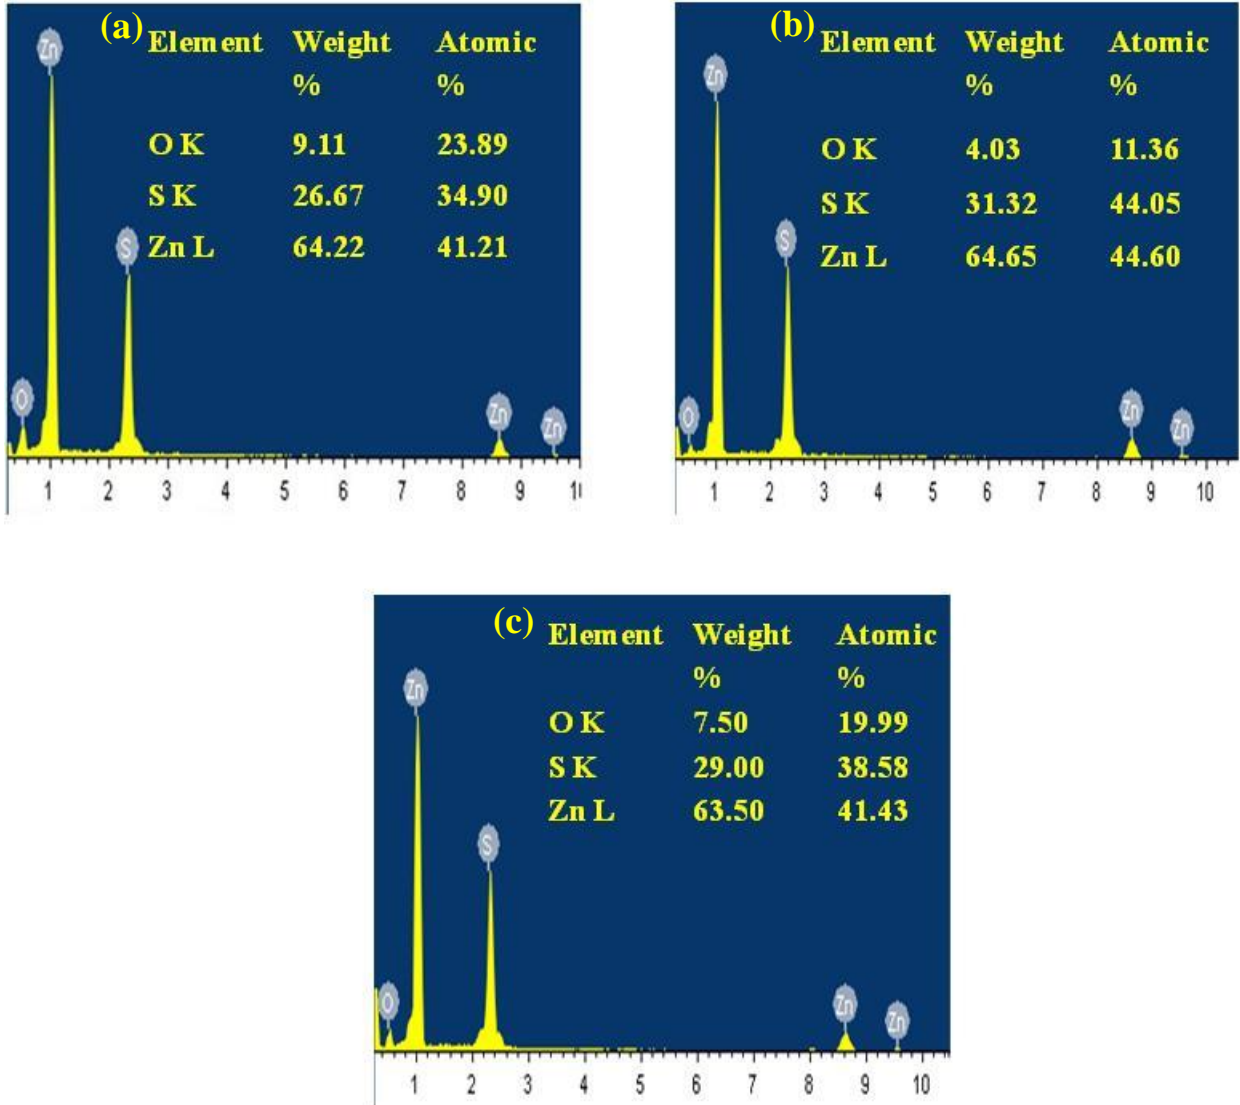 (a) Element Weight Atomic
% %
O K 9.11 23.89
S K 26.67 34.90
Zn L 64.22 41.21
Zn
S
O
Zn
Zn
1 2 3 4 5 6 7 8 9 1
(b) Element Weight Atomic
% %
O K 4.03 11.36
S K 31.32 44.05
Zn L 64.65 44.60
Zn
S
O
Zn
Zn
1 2 3 4 5 6 7 8 9 10
(c) Element Weight Atomic
% %
O K 7.50 19.99
S K 29.00 38.58
Zn L 63.50 41.43
Zn
S
O
Zn
Zn
1 2 3 4 5 6 7 8 9 10